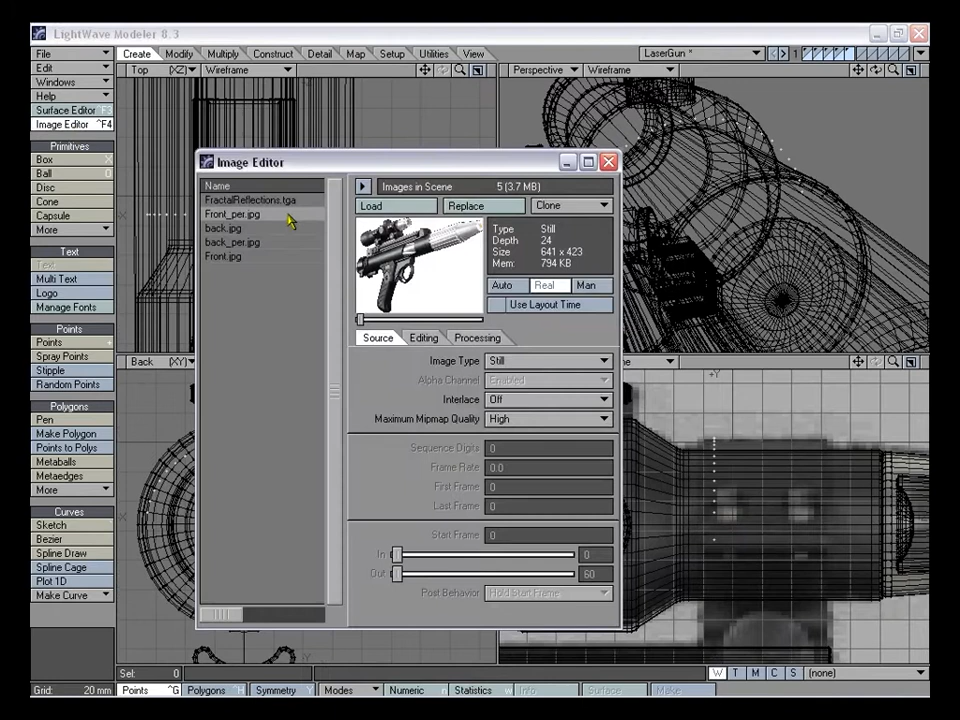 LightWave Modeler 8.3
File
Edit
Windows
Help
Surface Editor F3
Image Editor ^F4
Primitives
Box X
Ball O
Disc
Cone
Capsule
More
Text
Text
Multi Text
Logo
Manage Fonts
Points
Points +
Spray Points
Stipple
Random Points
Polygons
Pen
Make Polygon
Points to Polys
Metaballs
Metaedges
More
Curves
Sketch
Bezier
Spline Draw
Spline Cage
Plot 1D
Make Curve
Grid: 20 mm
Create Modify Multiply Construct Detail Map Setup Utilities View
LaserGun * 1
Top (XZ) Wireframe
Perspective Wireframe
Back (XY)
+Y
Image Editor
Name
FractalReflections.tga
Front_per.jpg
back.jpg
back_per.jpg
Front.jpg
Images in Scene 5 (3.7 MB)
Load Replace Clone
Type Still
Depth 24
Size 641 x 423
Mem: 794 KB
Auto Real Man
Use Layout Time
Source Editing Processing
Image Type Still
Alpha Channel Enabled
Interlace Off
Maximum Mipmap Quality High
Sequence Digits 0
Frame Rate 0.0
First Frame 0
Last Frame 0
Start Frame 0
In 0
Out 60
Post Behavior Hold Start Frame
Sel: 0
W T M C S (none)
Points ^G Polygons ^H Symmetry Y Modes Numeric n Statistics w Info i Surface Make